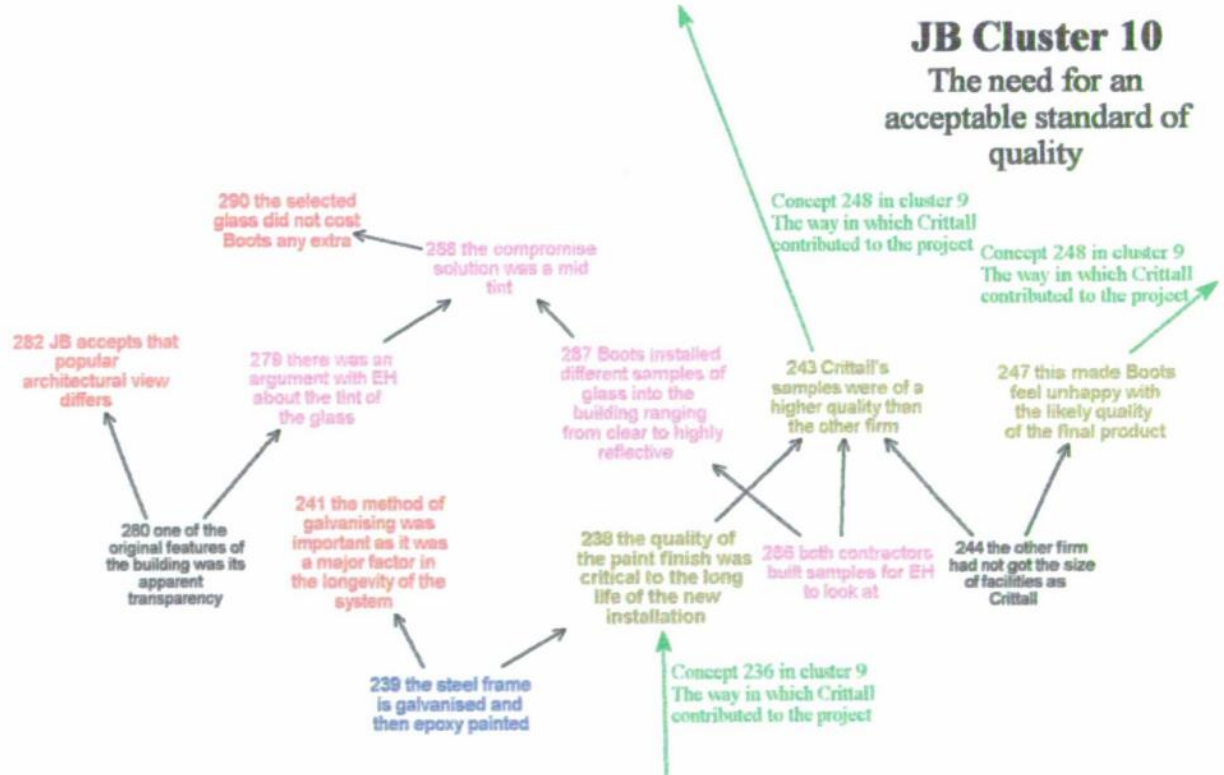 JB Cluster 10
The need for an
acceptable standard of
quality
290 the selected
glass did not cost
Boots any extra
288 the compromise
solution was a mid
tint
Concept 248 in cluster 9
The way in which Crittall
contributed to the project
Concept 248 in cluster 9
The way in which Crittall
contributed to the project
282 JB accepts that
popular
architectural view
differs
279 there was an
argument with EH
about the tint of
the glass
287 Boots installed
different samples of
glass into the
building ranging
from clear to highly
reflective
243 Crittall's
samples were of a
higher quality than
the other firm
247 this made Boots
feel unhappy with
the likely quality
of the final product
280 one of the
original features of
the building was its
apparent
transparency
241 the method of
galvanising was
important as it was
a major factor in
the longevity of the
system
238 the quality of
the paint finish was
critical to the long
life of the new
installation
286 both contractors
built samples for EH
to look at
244 the other firm
had not got the size
of facilities as
Crittall
239 the steel frame
is galvanised and
then epoxy painted
Concept 236 in cluster 9
The way in which Crittall
contributed to the project